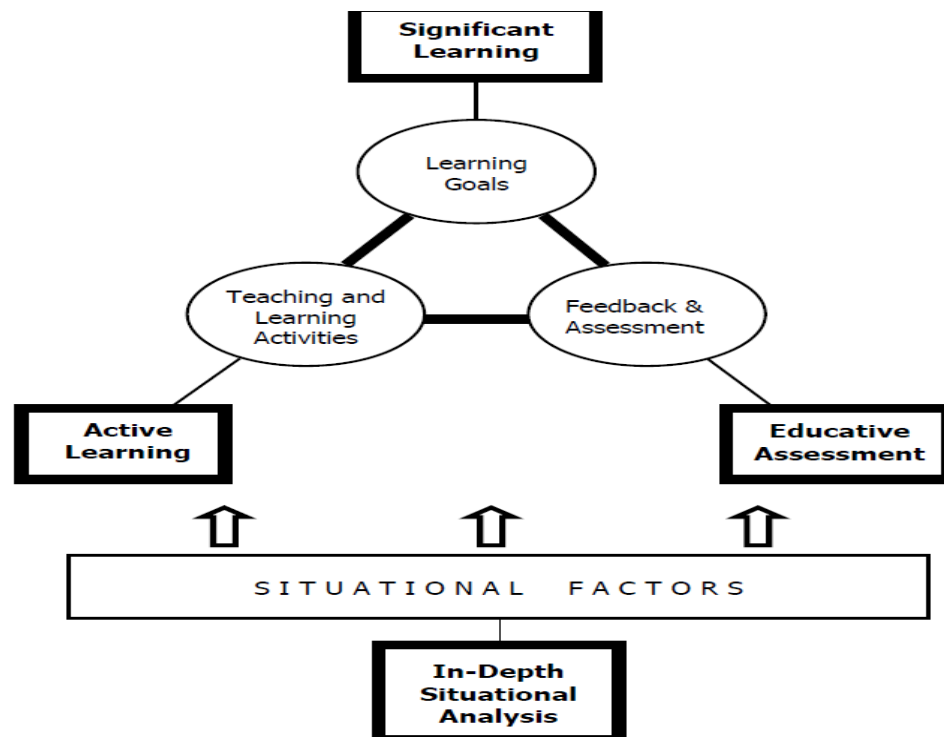 Significant
Learning
Learning
Goals
Teaching and
Learning
Activities
Feedback &
Assessment
Active
Learning
Educative
Assessment
SITUATIONAL FACTORS
In-Depth
Situational
Analysis